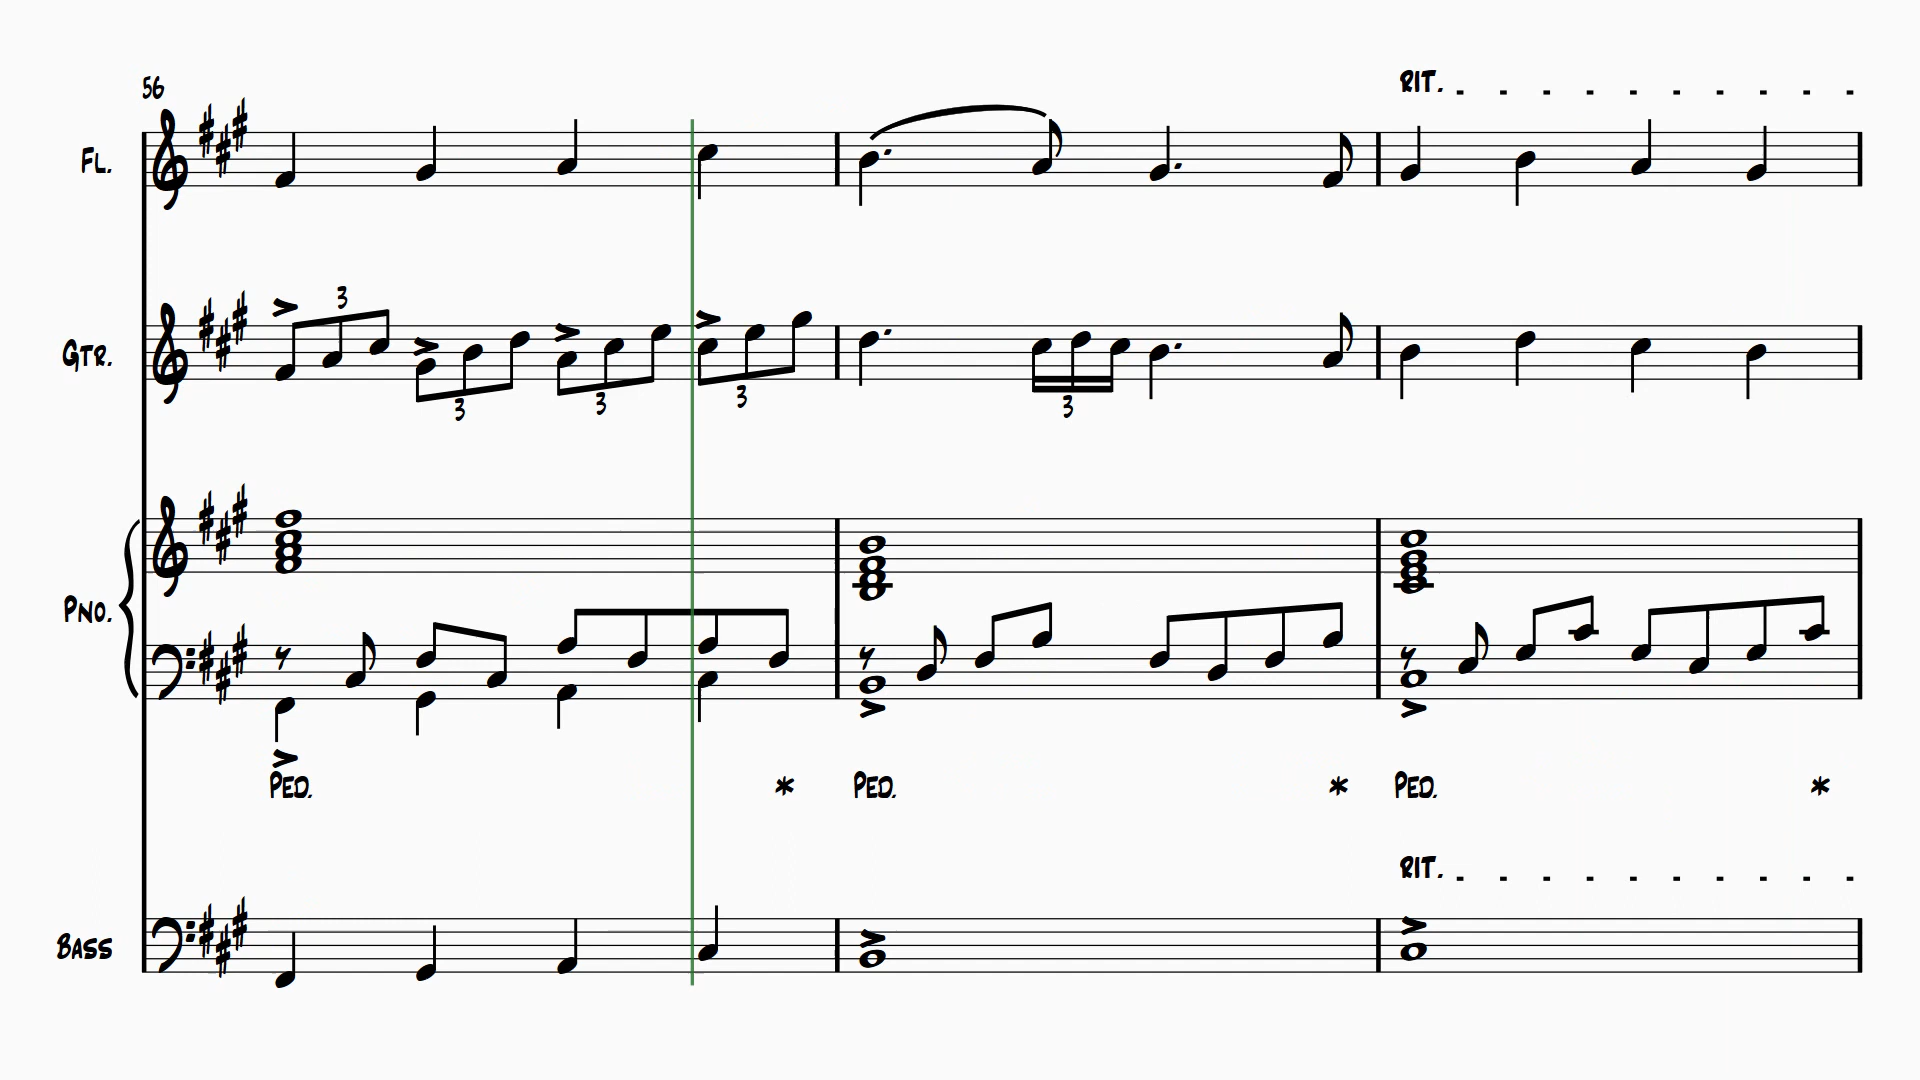 56
RIT.
FL.
3
GTR.
3 3 3 3
PNO.
PED. * PED. * PED. *
RIT.
BASS